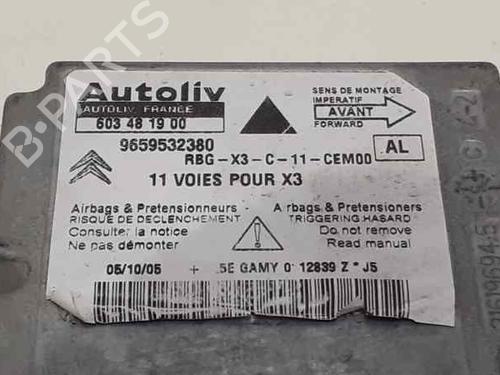 Autoliv
AUTOLIV FRANCE
603 48 19 00
SENS DE MONTAGE
IMPERATIF
AVANT
FORWARD
9659532380
RBG-X3-C-11-CEM00
AL
11 VOIES POUR X3
Airbags & Pretensionneurs
RISQUE DE DECLENCHEMENT
Consulter la notice
Ne pas démonter
Airbags & Pretensioners
TRIGGERING HASARD
Do not remove
Read manual
05/10/05 + .5E GAMY 0 12839 Z * J5
B-Parts